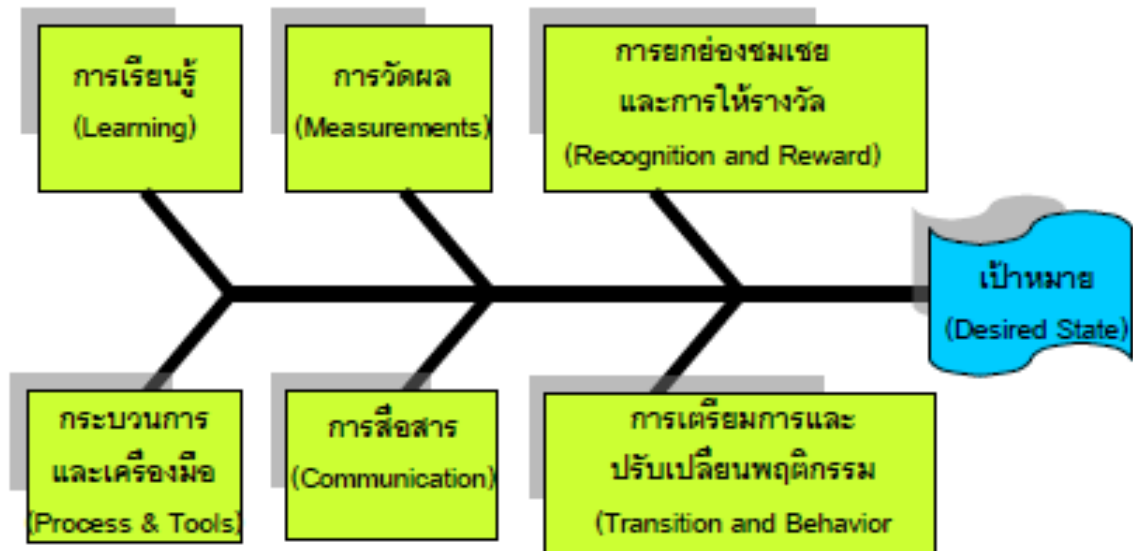 การเรียนรู้
(Learning)
การวัดผล
(Measurements)
การยกย่องชมเชย
และการให้รางวัล
(Recognition and Reward)
เป้าหมาย
(Desired State)
กระบวนการ
และเครื่องมือ
(Process & Tools)
การสื่อสาร
(Communication)
การเตรียมการและ
ปรับเปลี่ยนพฤติกรรม
(Transition and Behavior